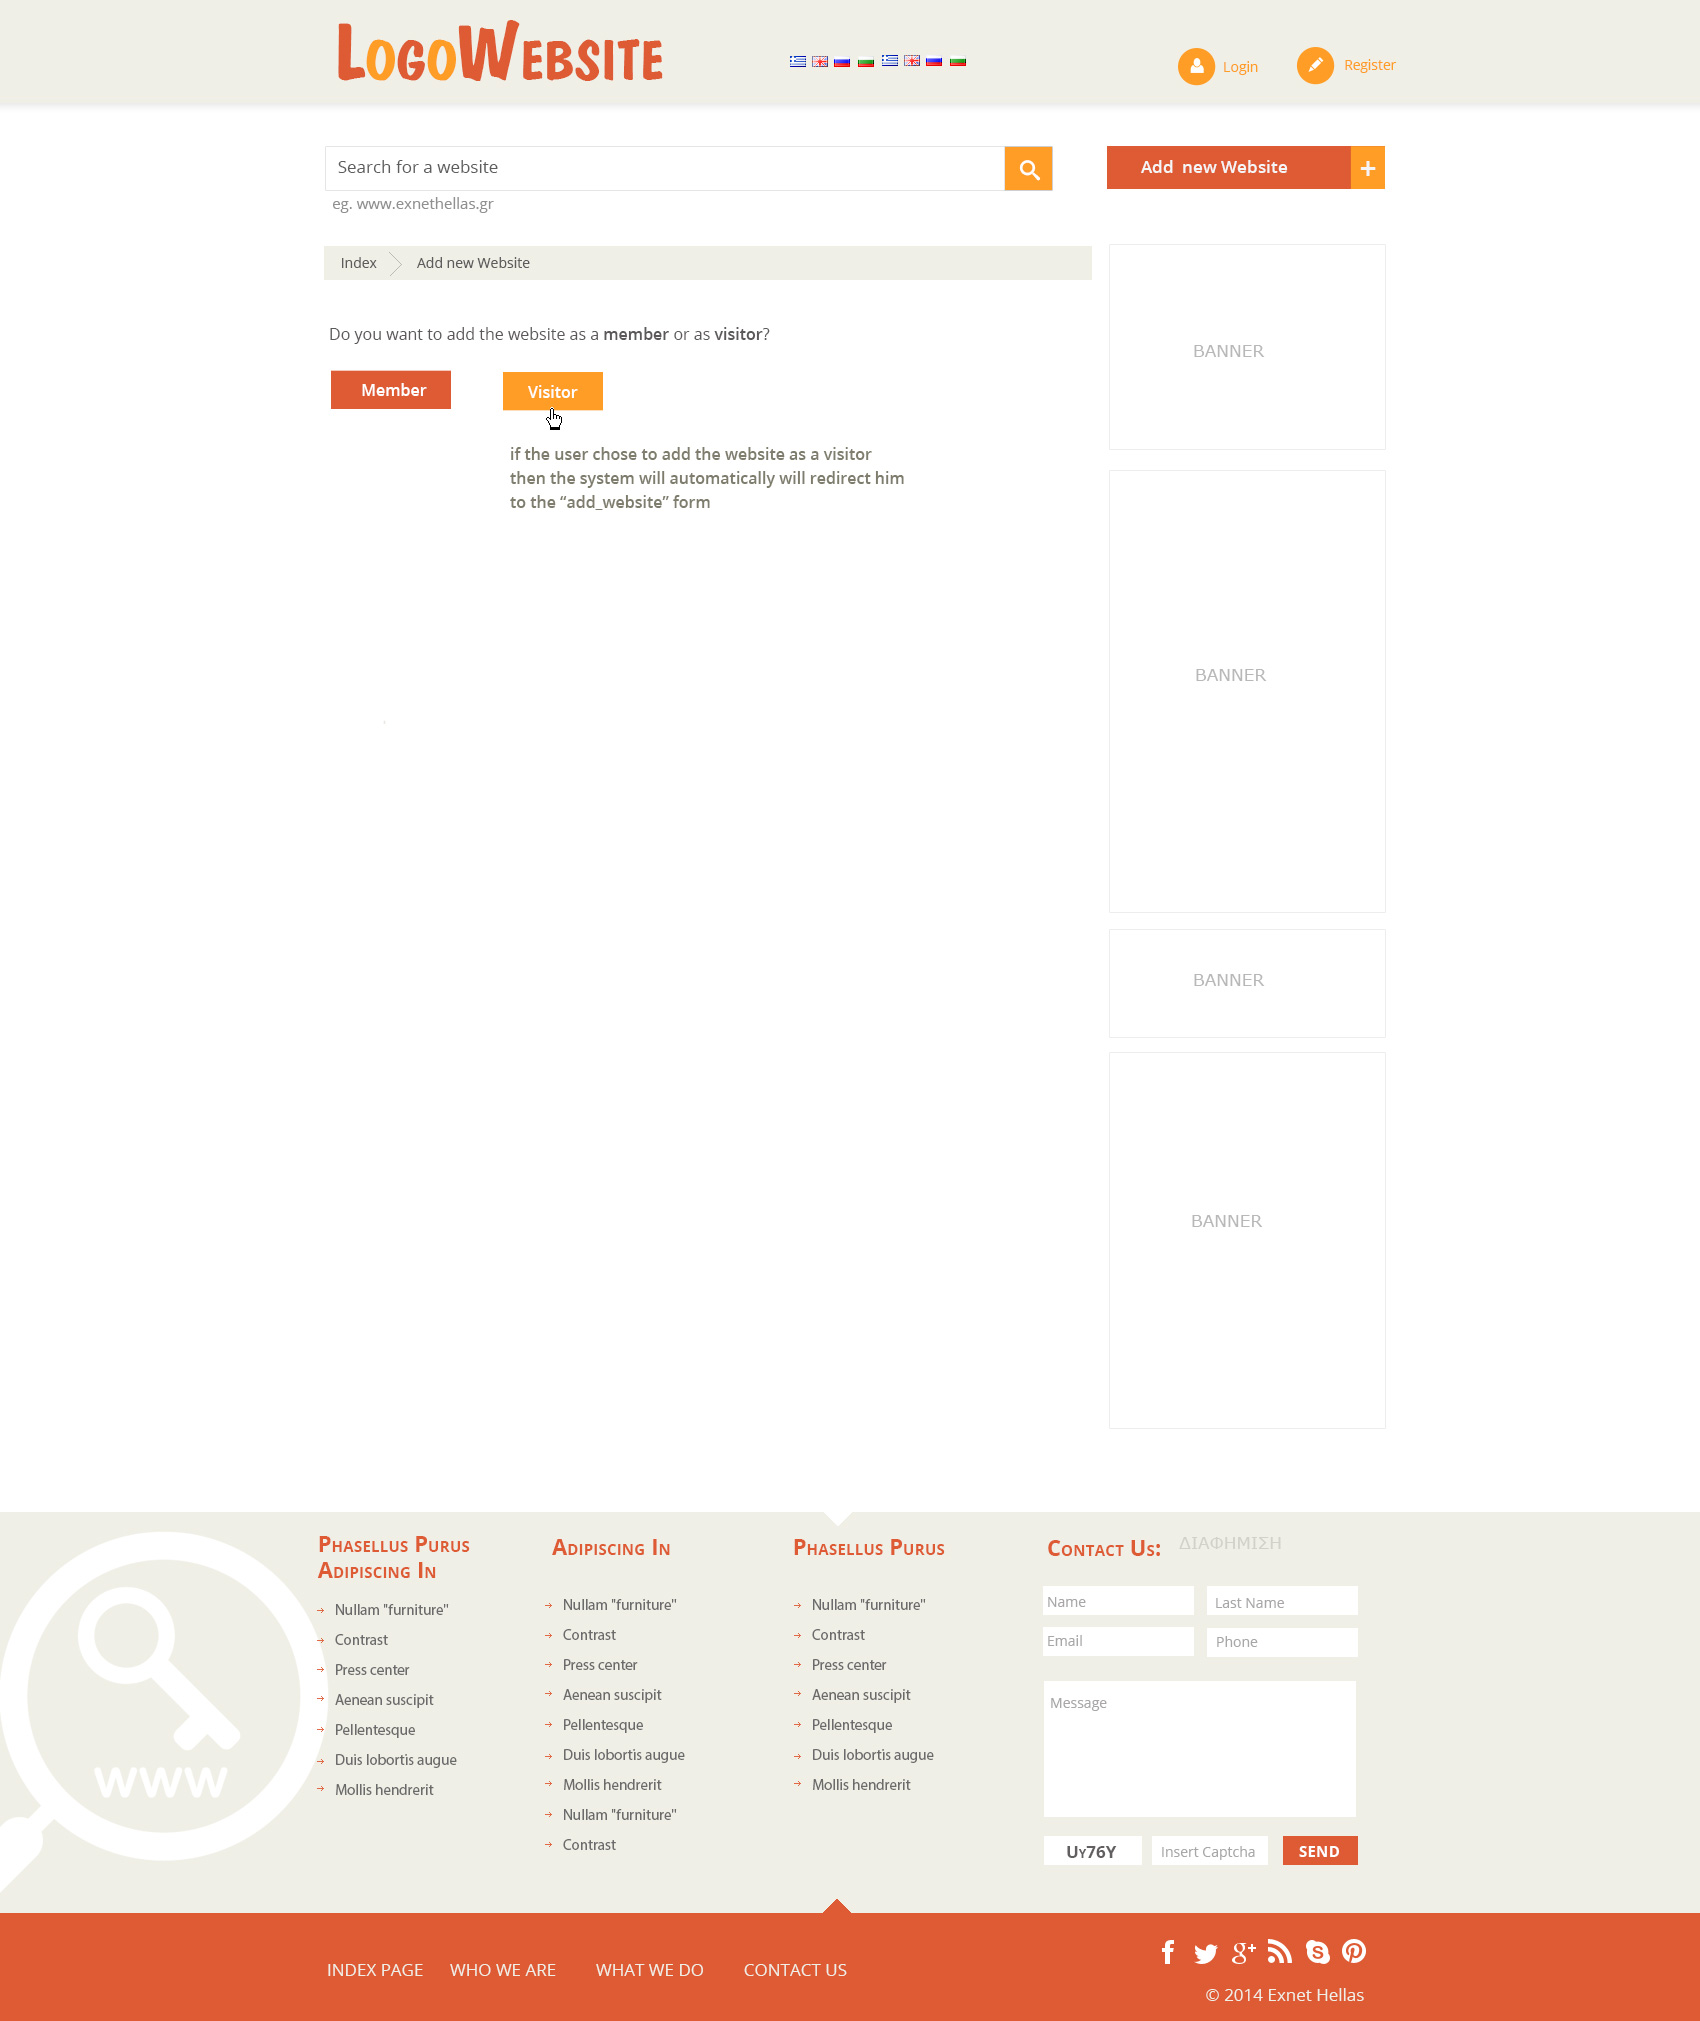 LOGOWEBSITE
Login
Register
Search for a website
Add new Website
+
eg. www.exnethellas.gr
Index
Add new Website
Do you want to add the website as a member or as visitor?
Member
Visitor
if the user chose to add the website as a visitor
then the system will automatically will redirect him
to the “add_website” form
BANNER
BANNER
BANNER
BANNER
www
Phasellus Purus
Adipiscing In
Nullam "furniture"
Contrast
Press center
Aenean suscipit
Pellentesque
Duis lobortis augue
Mollis hendrerit
Adipiscing In
Nullam "furniture"
Contrast
Press center
Aenean suscipit
Pellentesque
Duis lobortis augue
Mollis hendrerit
Nullam "furniture"
Contrast
Phasellus Purus
Nullam "furniture"
Contrast
Press center
Aenean suscipit
Pellentesque
Duis lobortis augue
Mollis hendrerit
Contact Us:
ΔΙΑΦΗΜΙΣΗ
Name
Last Name
Email
Phone
Message
Uy76Y
Insert Captcha
SEND
INDEX PAGE
WHO WE ARE
WHAT WE DO
CONTACT US
© 2014 Exnet Hellas